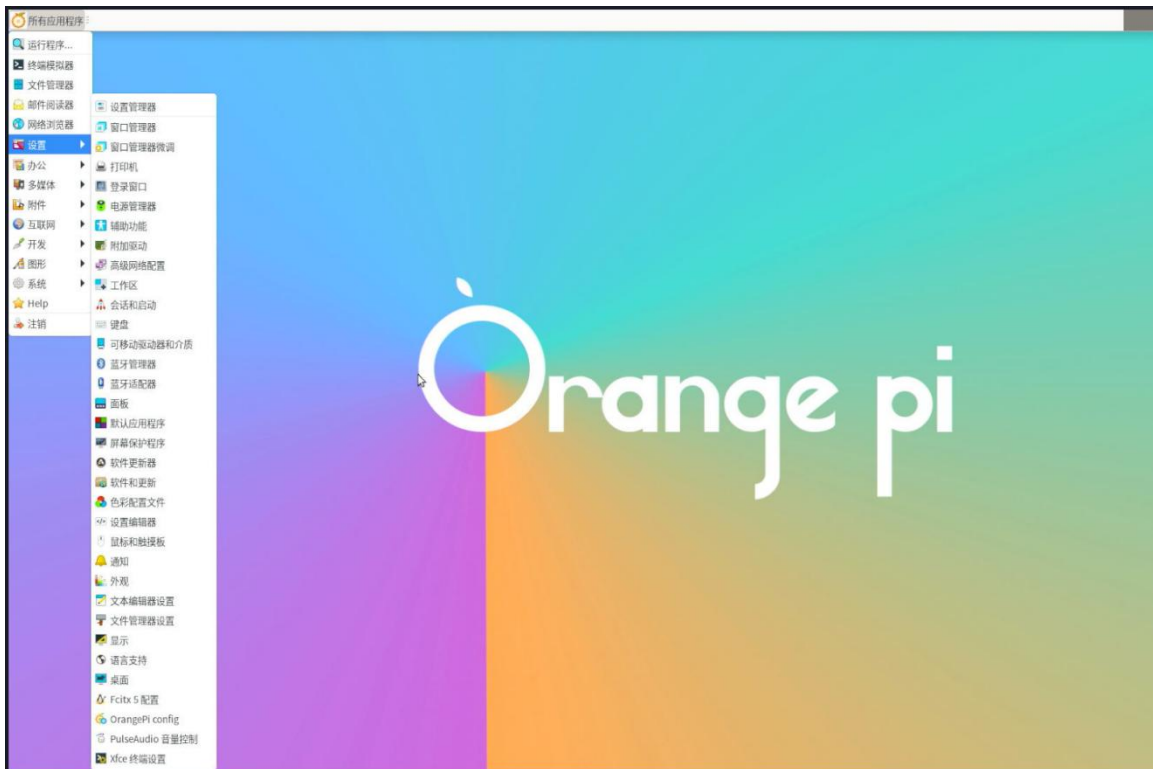 所有应用程序
运行程序...
终端模拟器
文件管理器
邮件阅读器
网络浏览器
设置
办公
多媒体
附件
互联网
开发
图形
系统
Help
注销
设置管理器
窗口管理器
窗口管理器微调
打印机
登录窗口
电源管理器
辅助功能
附加驱动
高级网络配置
工作区
会话和启动
键盘
可移动驱动器和介质
蓝牙管理器
蓝牙适配器
面板
默认应用程序
屏幕保护程序
软件更新器
软件和更新
色彩配置文件
设置编辑器
鼠标和触摸板
通知
外观
文本编辑器设置
文件管理器设置
显示
语言支持
桌面
Fcitx 5 配置
OrangePi config
PulseAudio 音量控制
Xfce 终端设置
Orange pi